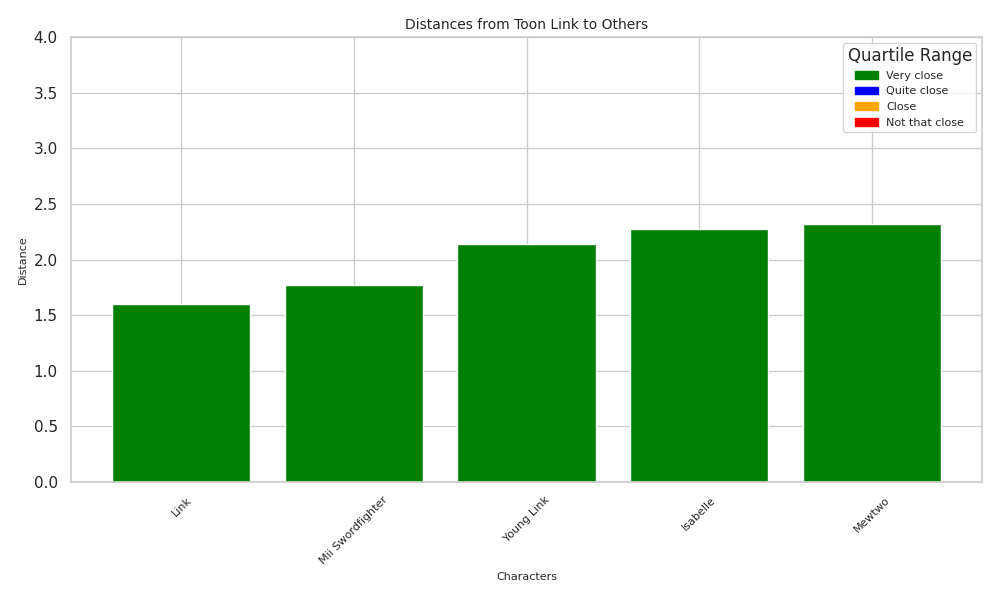 Distances from Toon Link to Others
4.0
3.5
3.0
2.5
2.0
1.5
1.0
0.5
0.0
Distance
Quartile Range
Very close
Quite close
Close
Not that close
Link
Mii Swordfighter
Young Link
Isabelle
Mewtwo
Characters